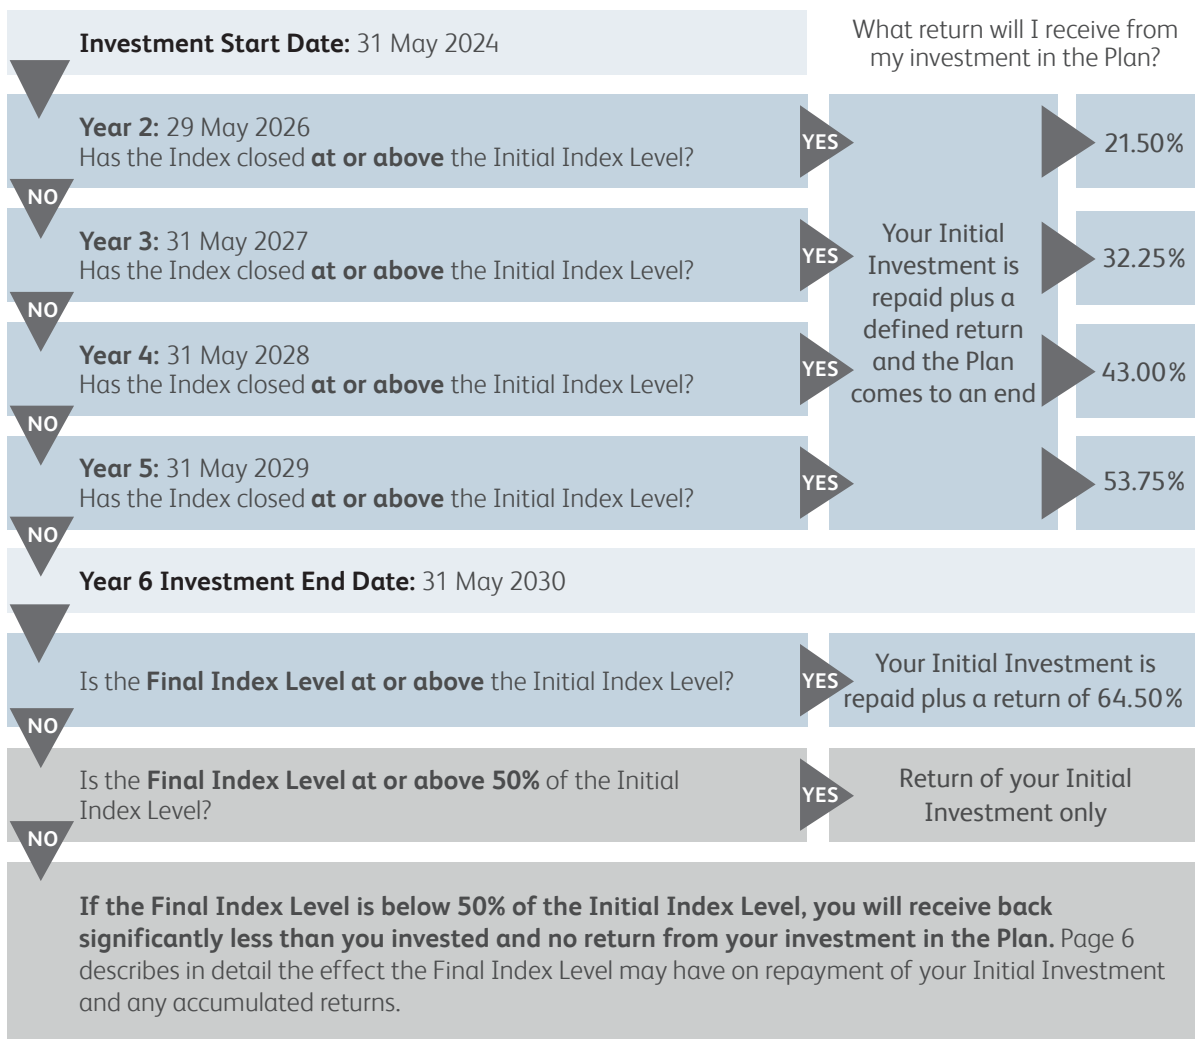 Investment Start Date: 31 May 2024
What return will I receive from
my investment in the Plan?
Year 2: 29 May 2026
Has the Index closed at or above the Initial Index Level?
YES
21.50%
NO
Year 3: 31 May 2027
Has the Index closed at or above the Initial Index Level?
YES
32.25%
NO
Year 4: 31 May 2028
Has the Index closed at or above the Initial Index Level?
YES
43.00%
NO
Year 5: 31 May 2029
Has the Index closed at or above the Initial Index Level?
YES
53.75%
Your Initial
Investment is
repaid plus a
defined return
and the Plan
comes to an end
NO
Year 6 Investment End Date: 31 May 2030
Is the Final Index Level at or above the Initial Index Level?
YES
Your Initial Investment is
repaid plus a return of 64.50%
NO
Is the Final Index Level at or above 50% of the Initial
Index Level?
YES
Return of your Initial
Investment only
NO
If the Final Index Level is below 50% of the Initial Index Level, you will receive back
significantly less than you invested and no return from your investment in the Plan. Page 6
describes in detail the effect the Final Index Level may have on repayment of your Initial Investment
and any accumulated returns.